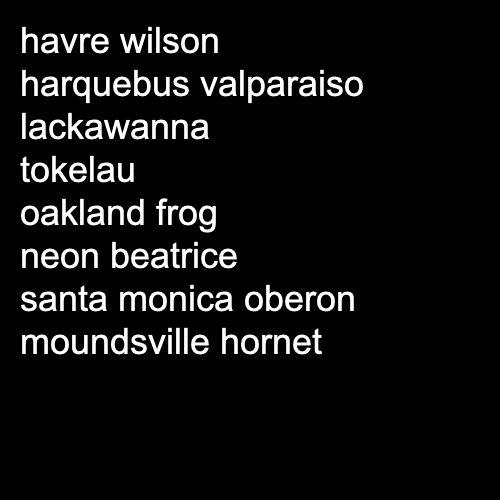 havre wilson
harquebus valparaiso
lackawanna
tokelau
oakland frog
neon beatrice
santa monica oberon
moundsville hornet